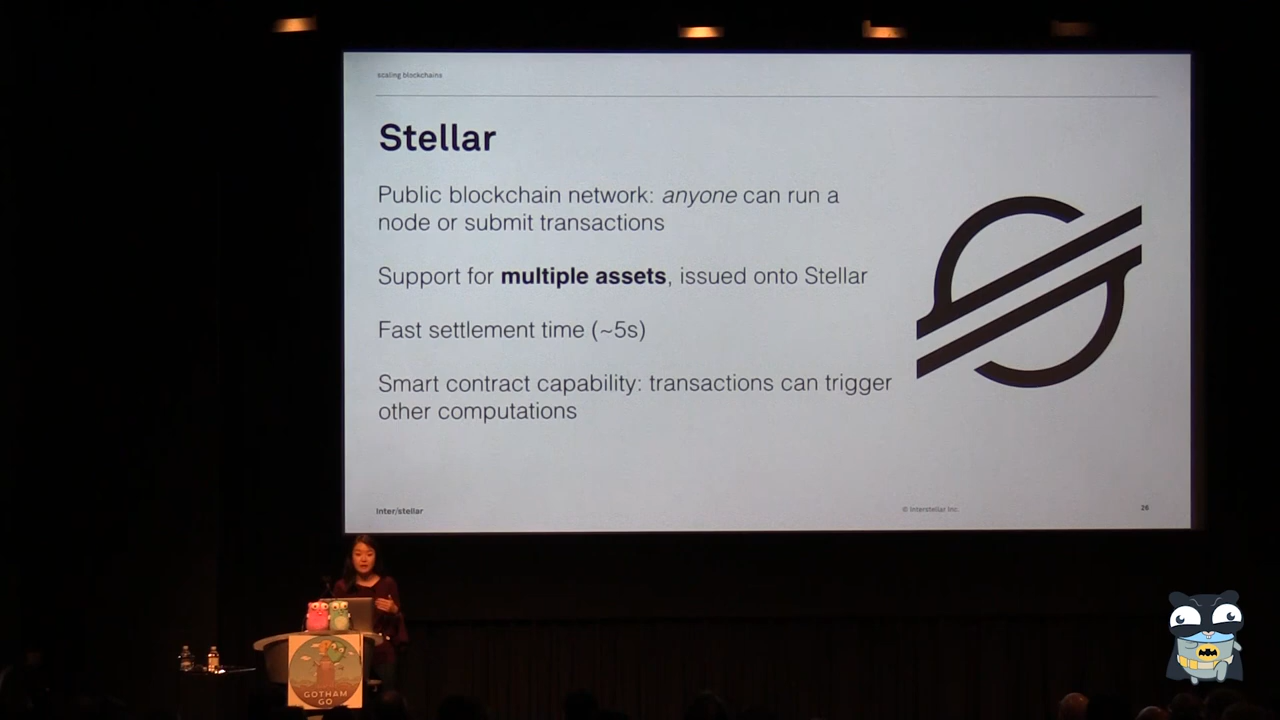 scaling blockchains
Stellar
Public blockchain network: anyone can run a
node or submit transactions
Support for multiple assets, issued onto Stellar
Fast settlement time (~5s)
Smart contract capability: transactions can trigger
other computations
Inter/stellar
© Interstellar Inc.
26
GOTHAM
GO